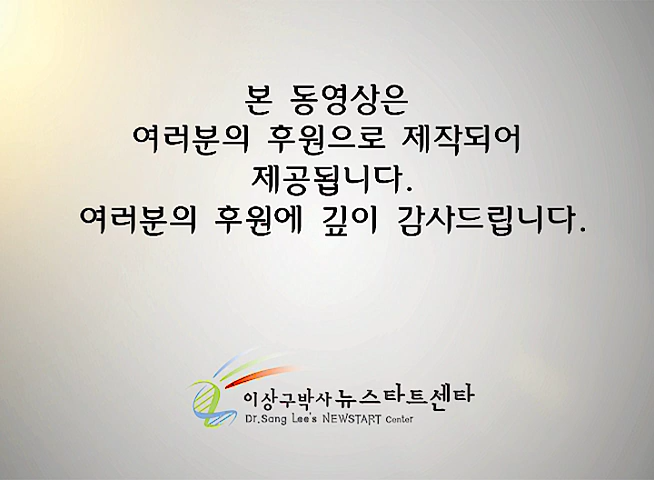 본 동영상은
여러분의 후원으로 제작되어
제공됩니다.
여러분의 후원에 깊이 감사드립니다.
이상구박사 뉴스타트센타
Dr.Sang Lee's NEWSTART Center